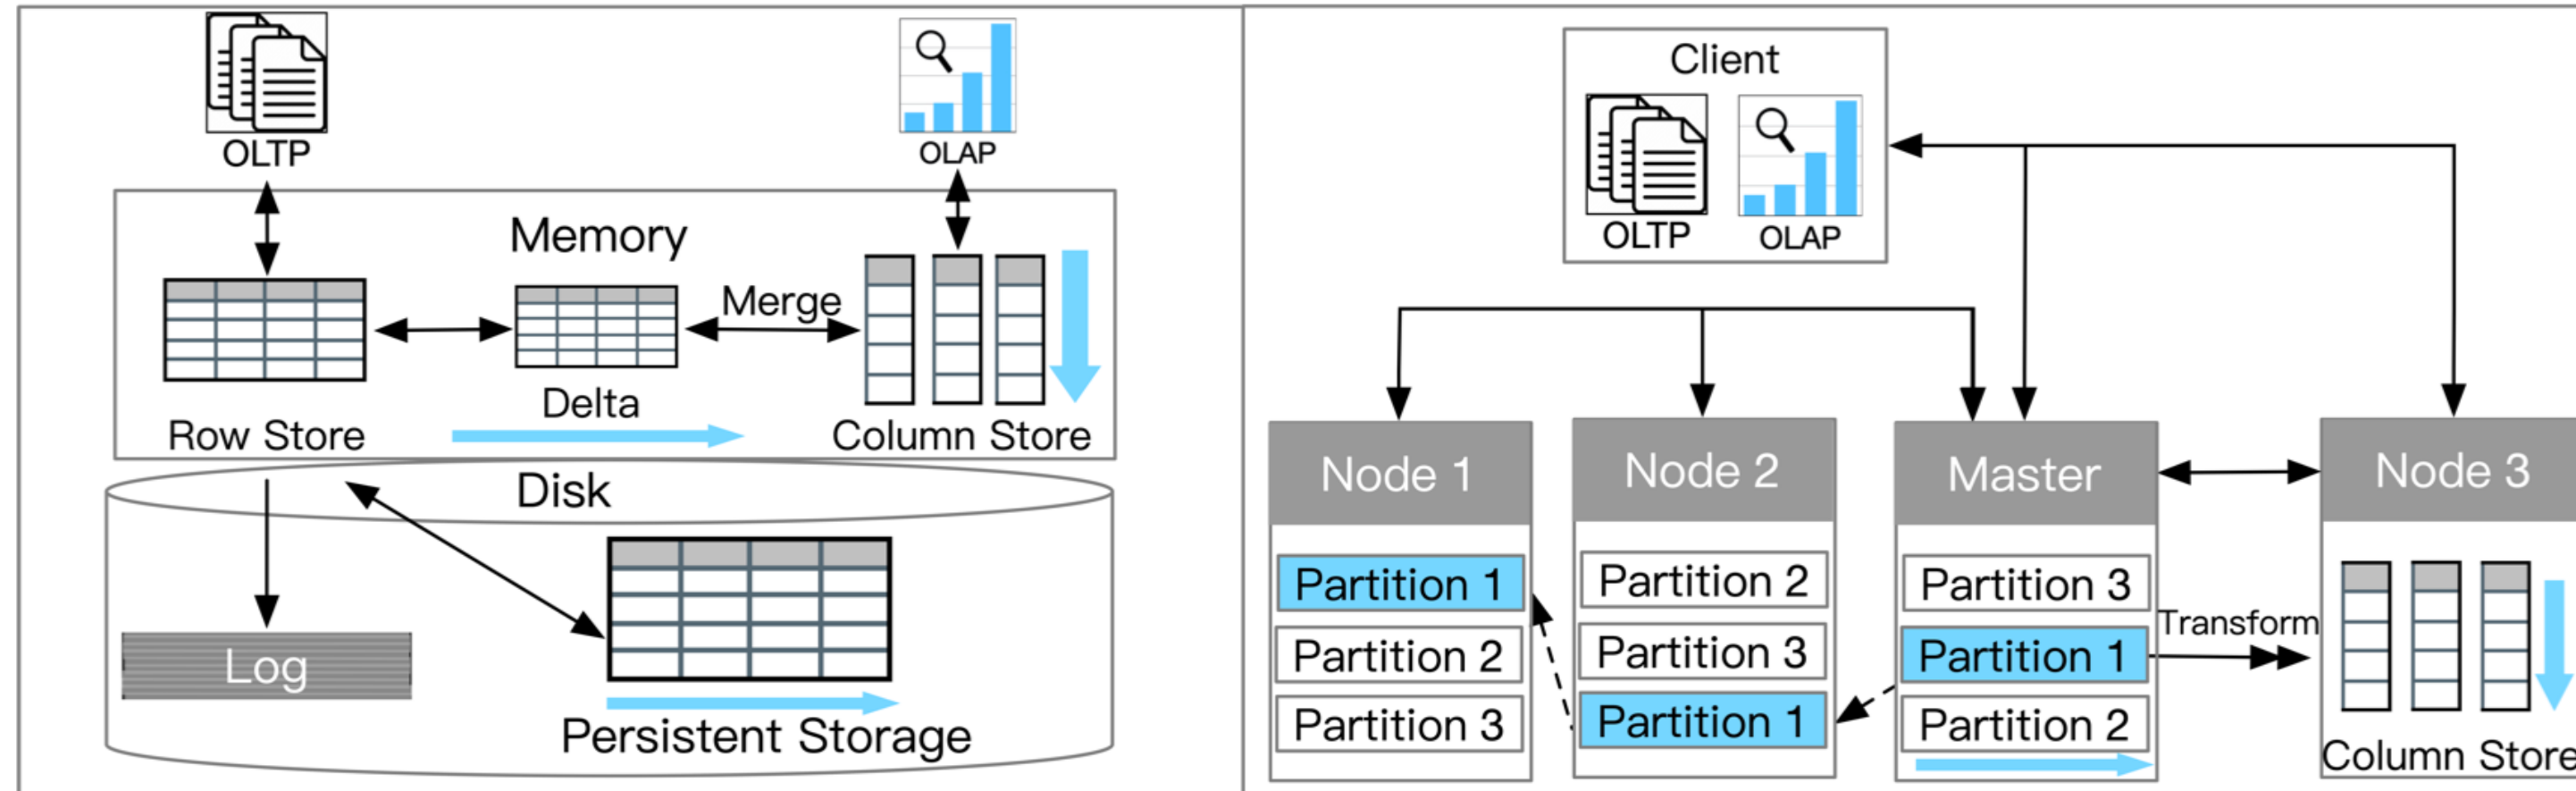 OLTP
OLAP
Memory
Merge
Delta
Row Store
Column Store
Disk
Log
Persistent Storage
Client
OLTP
OLAP
Node 1
Node 2
Master
Node 3
Partition 1
Partition 2
Partition 3
Partition 2
Partition 3
Partition 1
Partition 3
Partition 1
Partition 2
Transform
Column Store